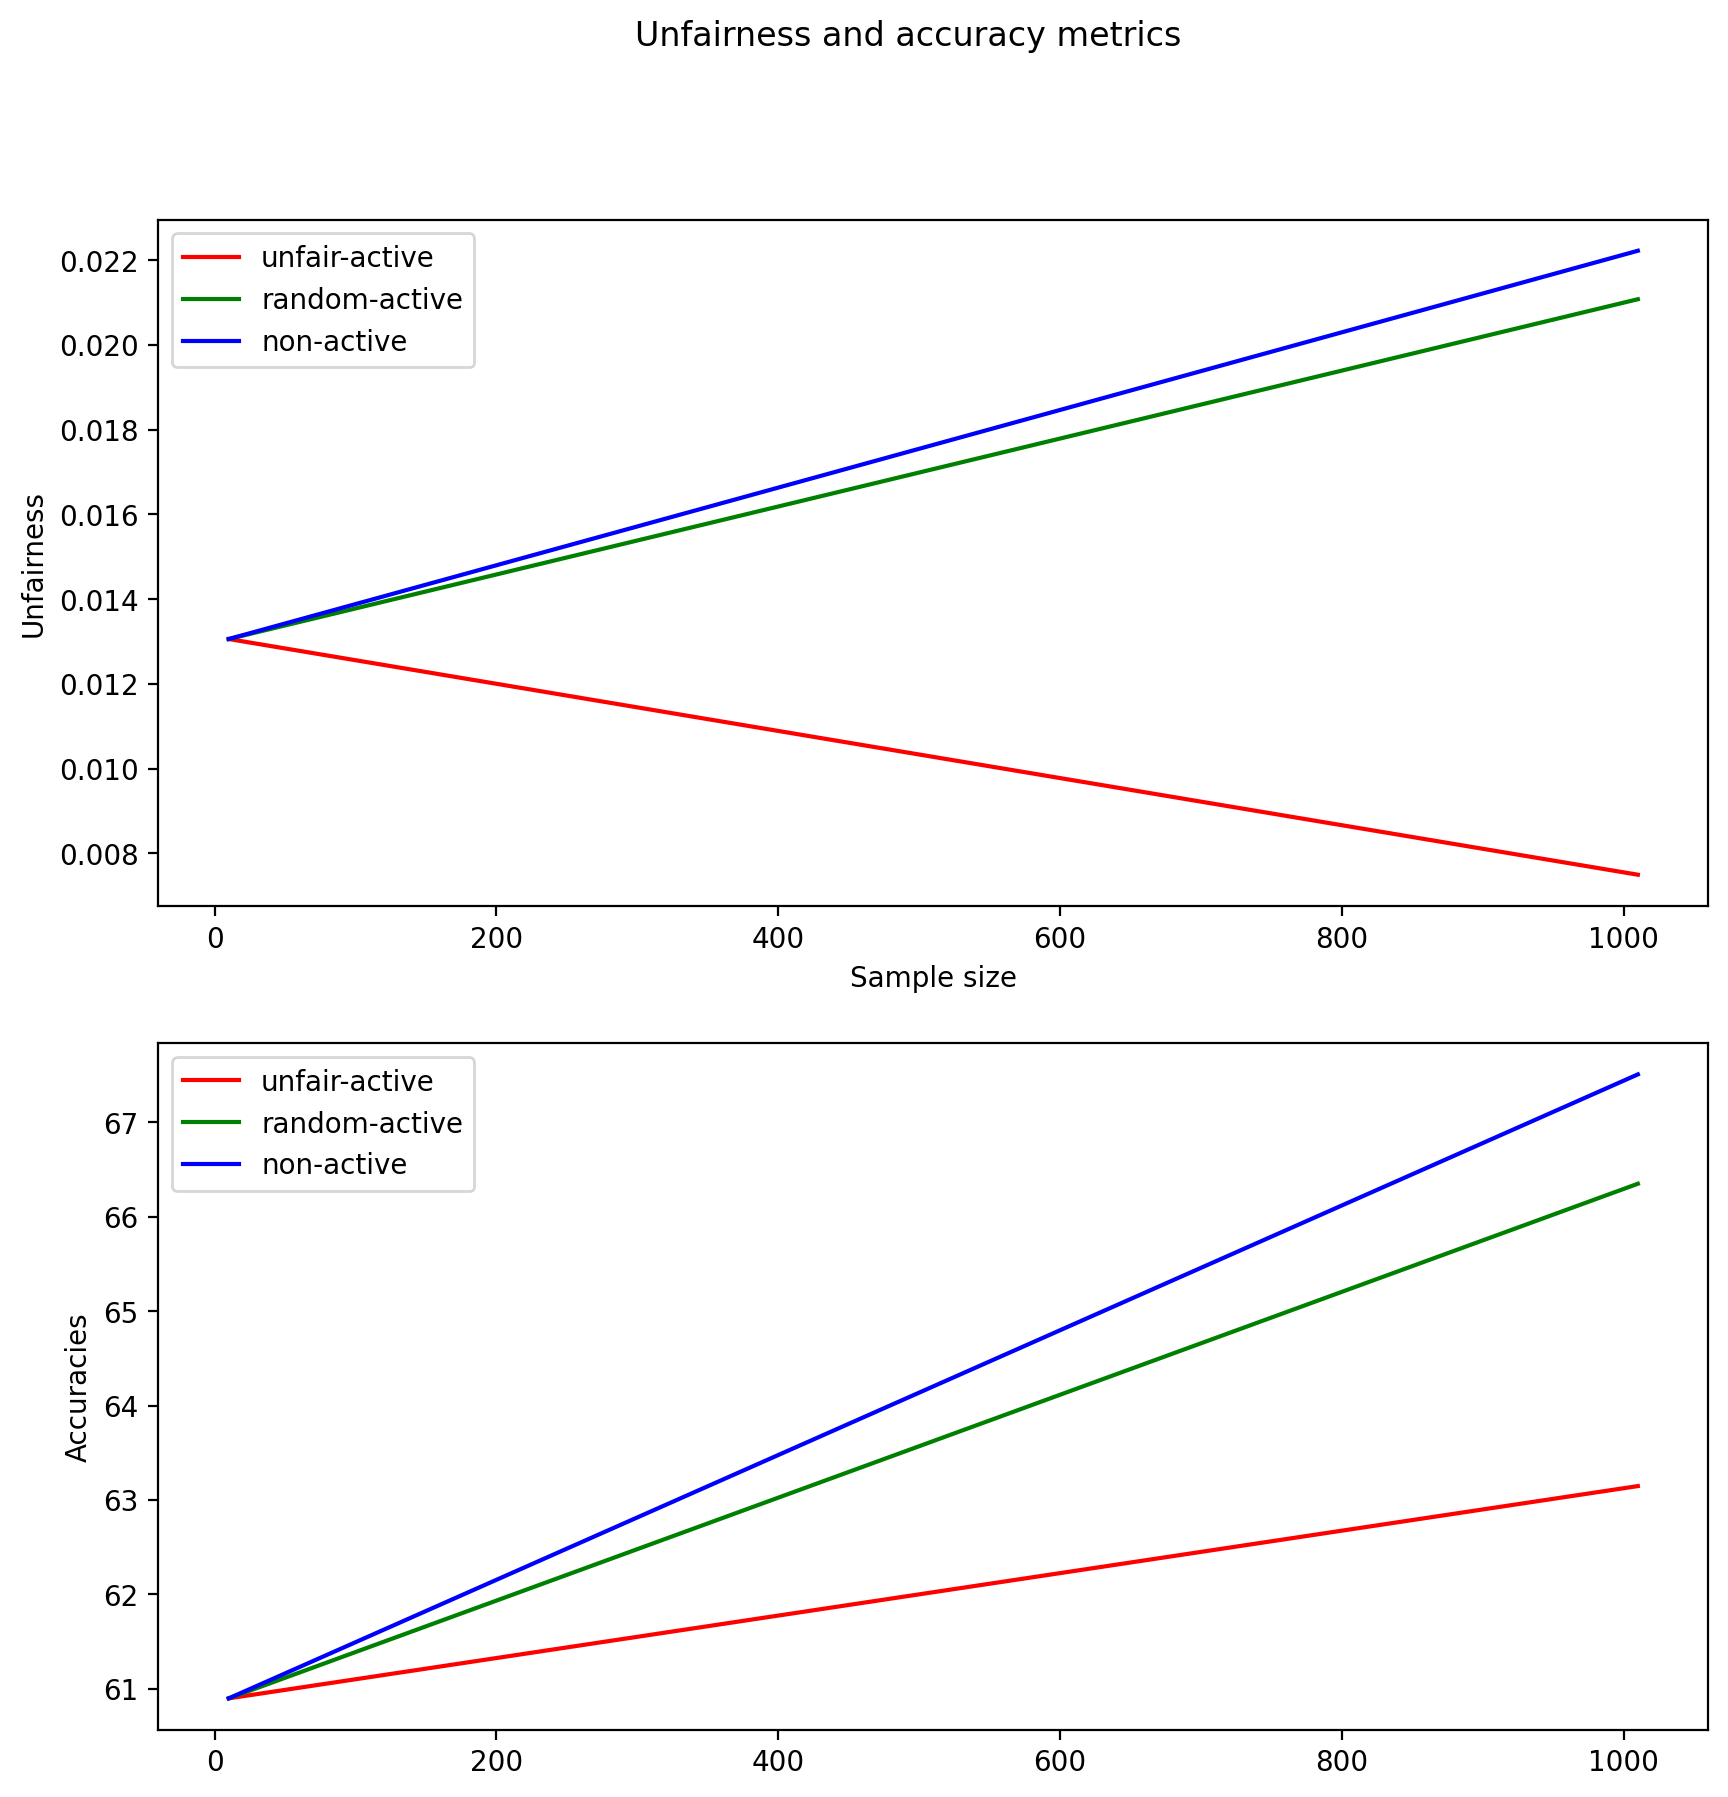 Unfairness and accuracy metrics
unfair-active
random-active
non-active
0.022
0.020
0.018
0.016
0.014
0.012
0.010
0.008
Unfairness
0 200 400 600 800 1000
Sample size
unfair-active
random-active
non-active
67
66
65
64
63
62
61
Accuracies
0 200 400 600 800 1000